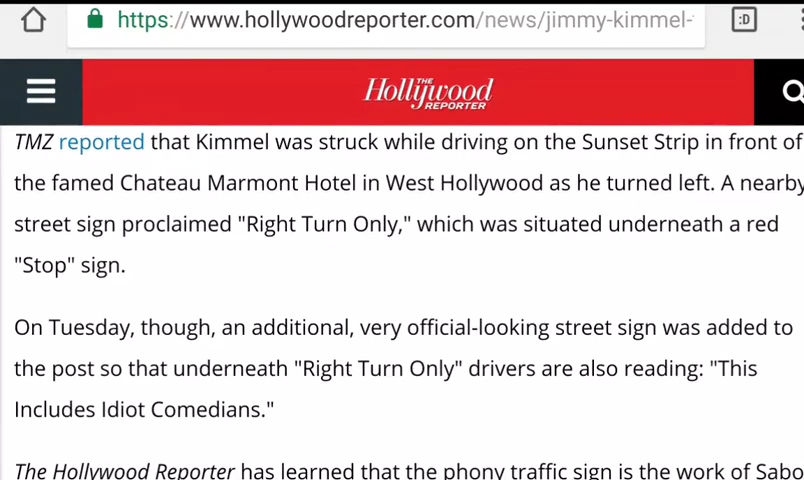 https://www.hollywoodreporter.com/news/jimmy-kimmel-
:D
THE
Hollywood
REPORTER
TMZ reported that Kimmel was struck while driving on the Sunset Strip in front of
the famed Chateau Marmont Hotel in West Hollywood as he turned left. A nearby
street sign proclaimed "Right Turn Only," which was situated underneath a red
"Stop" sign.
On Tuesday, though, an additional, very official-looking street sign was added to
the post so that underneath "Right Turn Only" drivers are also reading: "This
Includes Idiot Comedians."
The Hollywood Reporter has learned that the phony traffic sign is the work of Sabo